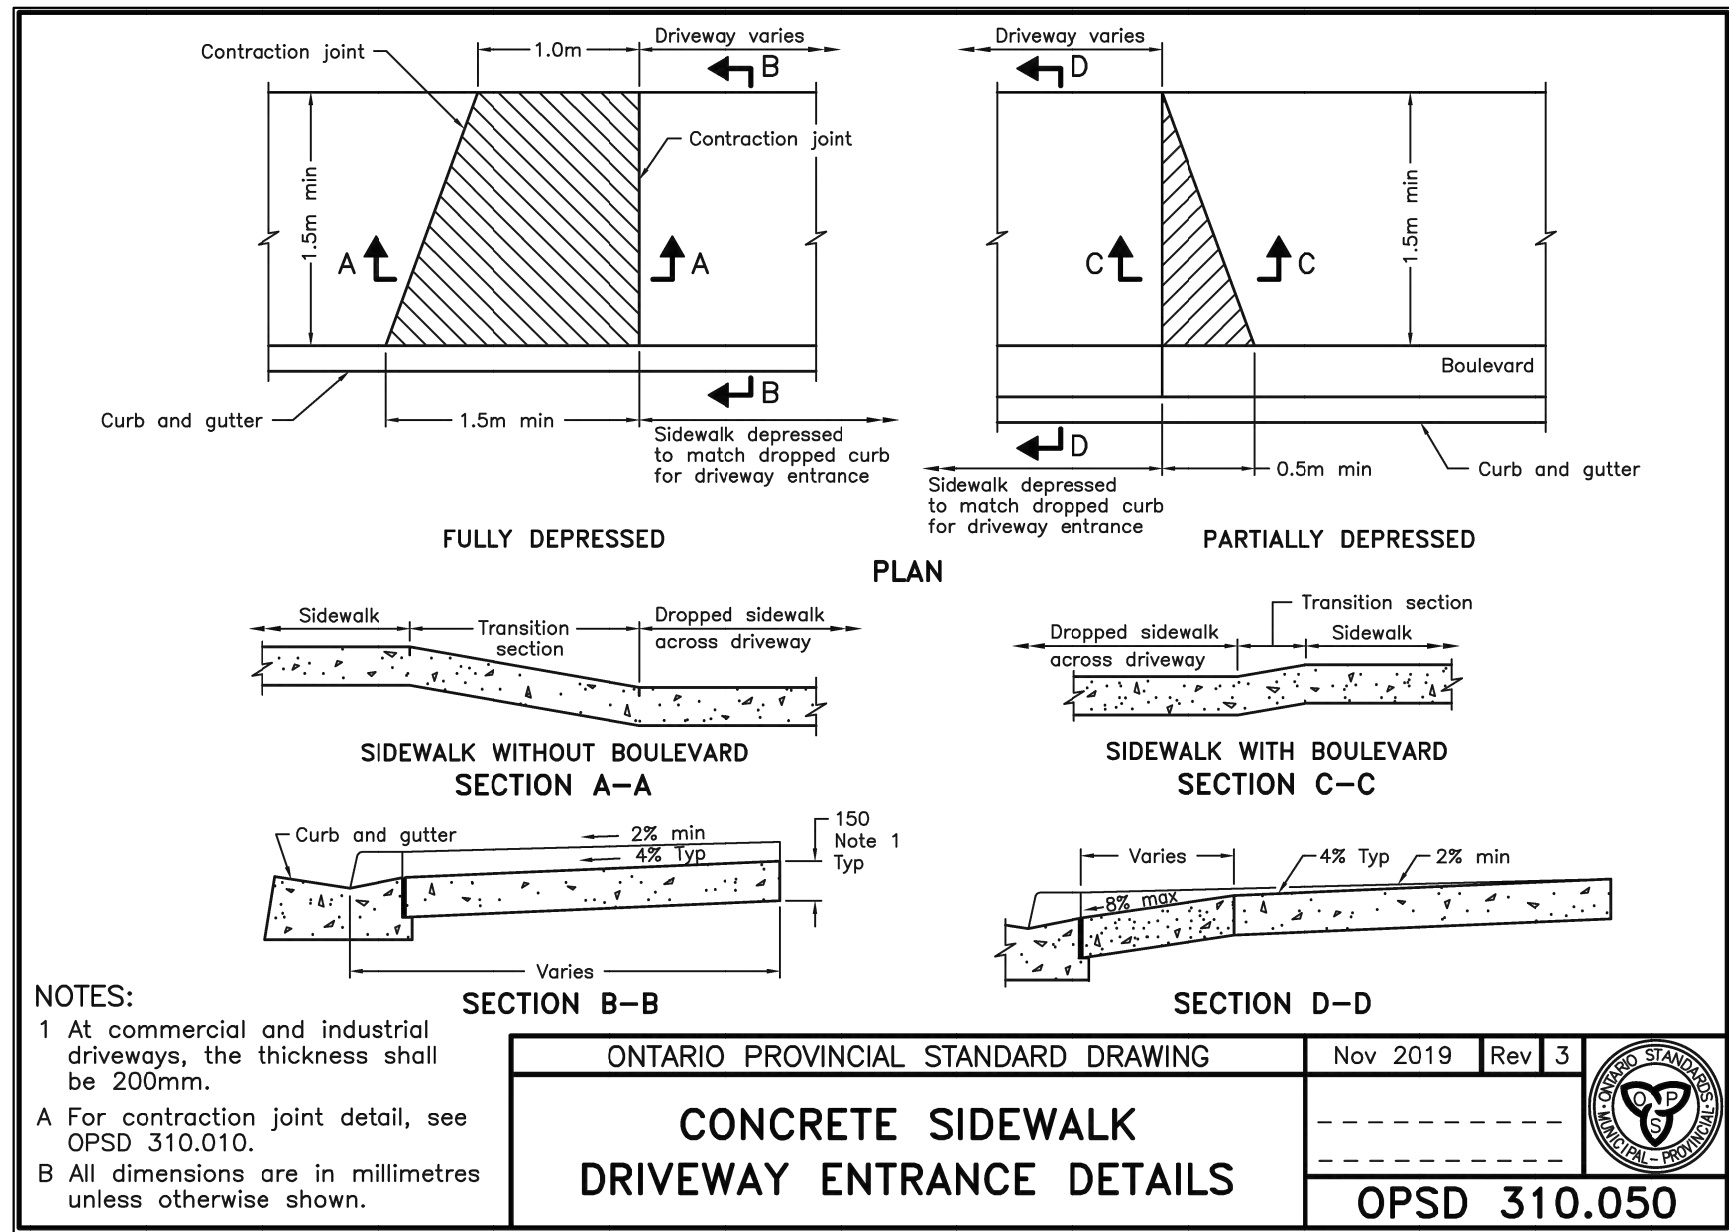 Contraction joint
1.0m
Driveway varies
B
Contraction joint
1.5m min
A
A
B
Curb and gutter
1.5m min
Sidewalk depressed
to match dropped curb
for driveway entrance
FULLY DEPRESSED
Driveway varies
D
1.5m min
C
C
Boulevard
D
0.5m min
Curb and gutter
Sidewalk depressed
to match dropped curb
for driveway entrance
PARTIALLY DEPRESSED
PLAN
Sidewalk
Transition
section
Dropped sidewalk
across driveway
SIDEWALK WITHOUT BOULEVARD
SECTION A-A
Transition section
Dropped sidewalk
across driveway
Sidewalk
SIDEWALK WITH BOULEVARD
SECTION C-C
Curb and gutter
2% min
4% Typ
150
Note 1
Typ
Varies
SECTION B-B
Varies
4% Typ
2% min
8% max
SECTION D-D
NOTES:
1 At commercial and industrial
driveways, the thickness shall
be 200mm.
A For contraction joint detail, see
OPSD 310.010.
B All dimensions are in millimetres
unless otherwise shown.
ONTARIO PROVINCIAL STANDARD DRAWING
Nov 2019
Rev
3
CONCRETE SIDEWALK
DRIVEWAY ENTRANCE DETAILS
ONTARIO STANDARDS
MUNICIPAL-PROVINCIAL
O P
S
OPSD 310.050